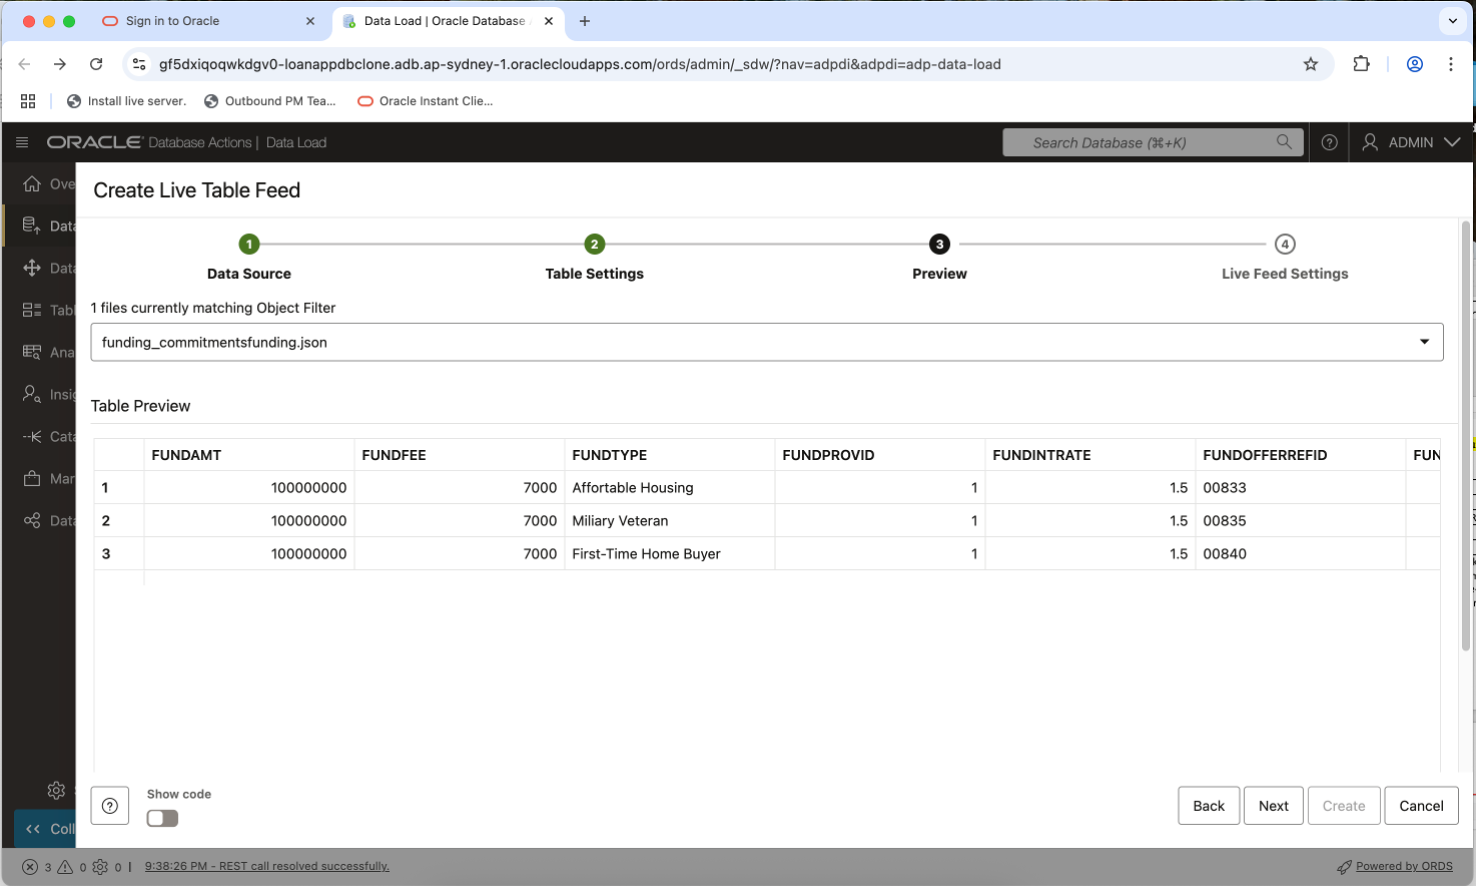 Sign in to Oracle
Data Load | Oracle Database
gf5dxiqoqwkdgv0-loanappdbclone.adb.ap-sydney-1.oraclecloudapps.com/ords/admin/_sdw/?nav=adpdi&adpdi=adp-data-load
Install live server.
Outbound PM Tea...
Oracle Instant Clie...
ORACLE Database Actions | Data Load
Search Database (⌘+K)
ADMIN
Ove
Data
Data
Tabl
Ana
Insig
Cata
Mar
Data
Coll
Create Live Table Feed
1 2 3 4
Data Source Table Settings Preview Live Feed Settings
1 files currently matching Object Filter
funding_commitmentsfunding.json
Table Preview
FUNDAMT FUNDFEE FUNDTYPE FUNDPROVID FUNDINTRATE FUNDOFFERREFID FUN
1 100000000 7000 Affortable Housing 1 1.5 00833
2 100000000 7000 Miliary Veteran 1 1.5 00835
3 100000000 7000 First-Time Home Buyer 1 1.5 00840
Show code
Back Next Create Cancel
3 0 0 | 9:38:26 PM - REST call resolved successfully.
Powered by ORDS